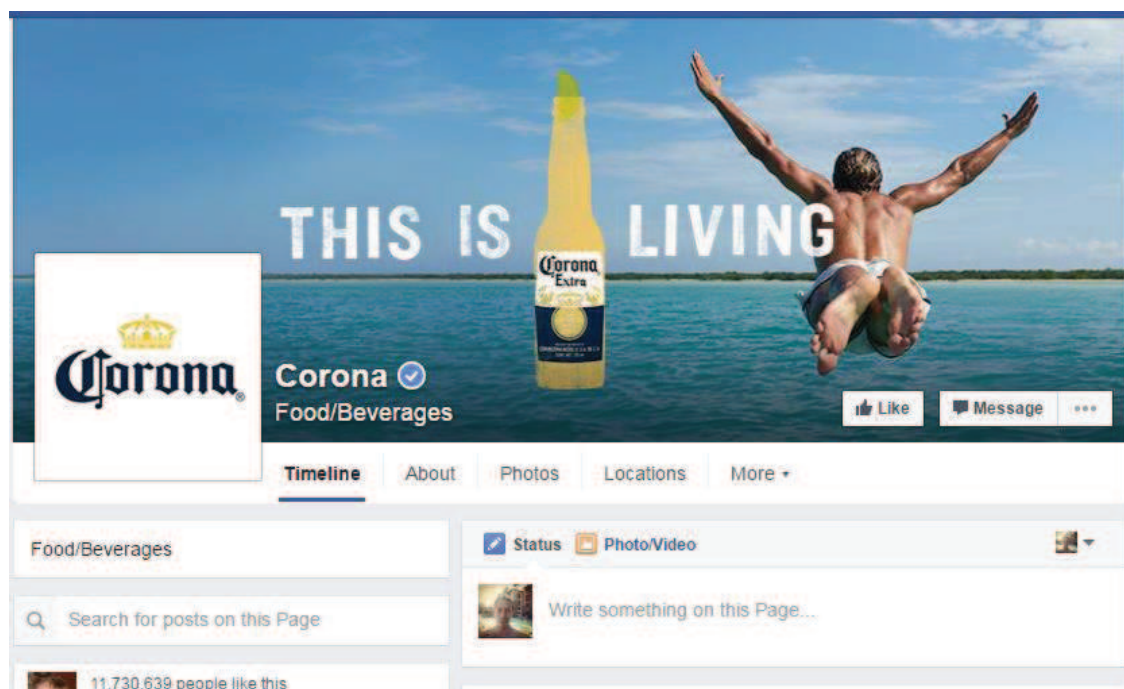 THIS IS LIVING
Corona
Extra
Corona
Corona
Food/Beverages
Like
Message
Timeline
About
Photos
Locations
More
Food/Beverages
Status
Photo/Video
Search for posts on this Page
Write something on this Page...
11,730,639 people like this